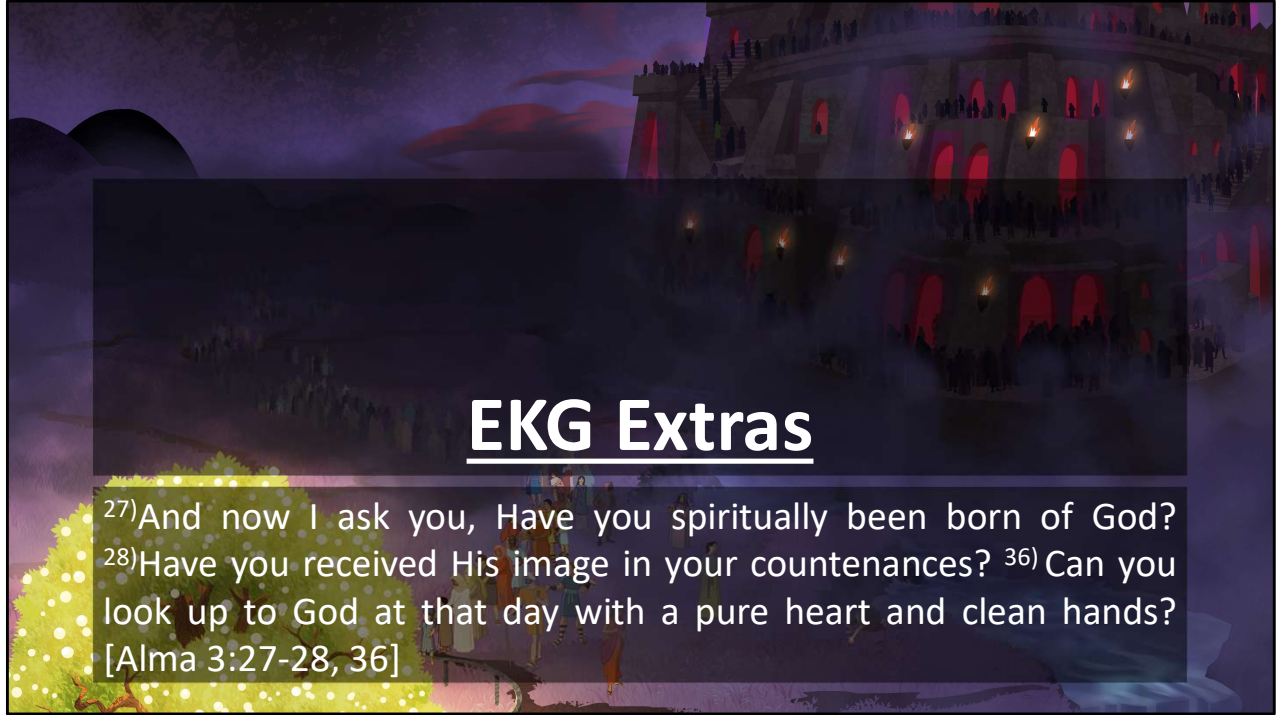 EKG Extras
27)And now I ask you, Have you spiritually been born of God?
28)Have you received His image in your countenances? 36) Can you
look up to God at that day with a pure heart and clean hands?
[Alma 3:27-28, 36]